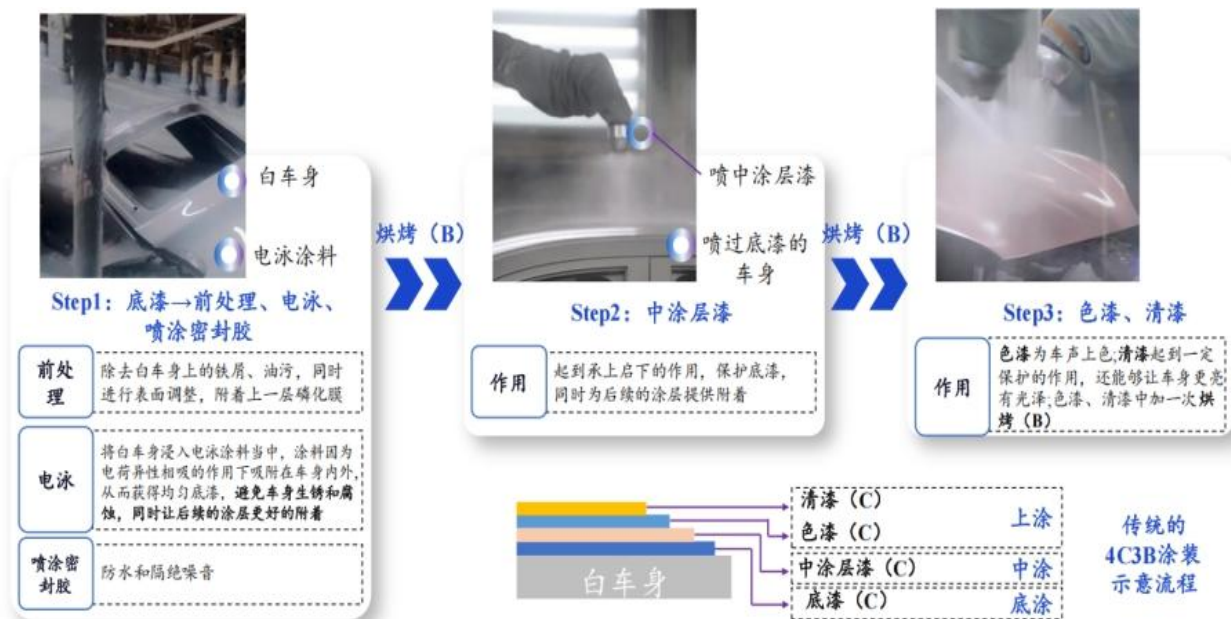 白车身
电泳涂料
Step1：底漆→前处理、电泳、
喷涂密封胶
前处
理
除去白车身上的铁屑、油污，同时
进行表面调整，附着上一层磷化膜
电泳
将白车身浸入电泳涂料当中，涂料因为
电荷异性相吸的作用下吸附在车身内外，
从而获得均匀底漆，避免车身生锈和腐
蚀，同时让后续的涂层更好的附着
喷涂密
封胶
防水和隔绝噪音
烘烤（B）
喷中涂层漆
喷过底漆的
车身
Step2：中涂层漆
作用
起到承上启下的作用，保护底漆，
同时为后续的涂层提供附着
烘烤（B）
Step3：色漆、清漆
作用
色漆为车声上色;清漆起到一定
保护的作用，还能够让车身更亮
有光泽;色漆、清漆中加一次烘
烤（B）
清漆（C）
色漆（C）
上涂
中涂层漆（C）
中涂
底漆（C）
底涂
白车身
传统的
4C3B涂装
示意流程